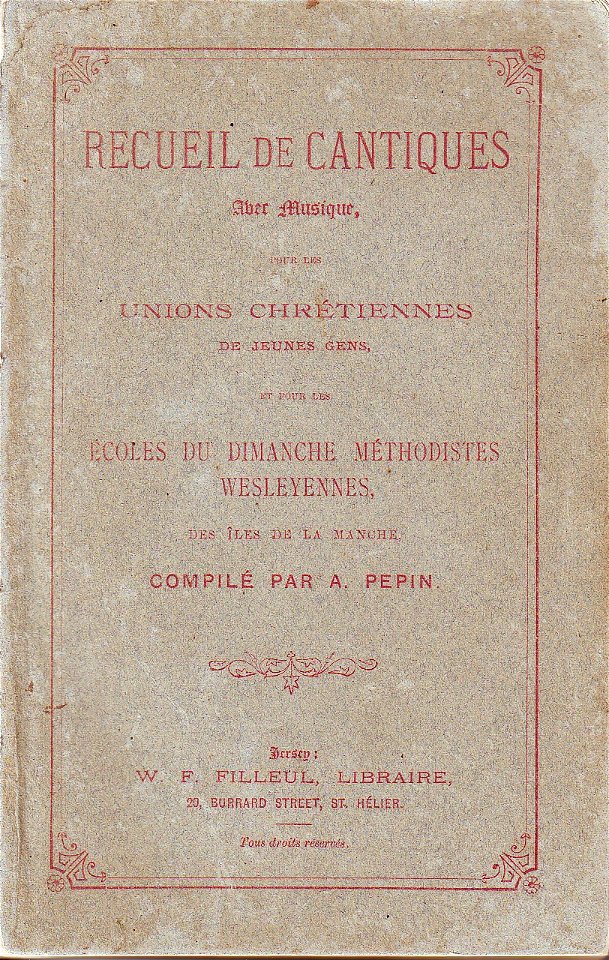 RECUEIL DE CANTIQUES
Avec Musique,
POUR LES
UNIONS CHRÉTIENNES
DE JEUNES GENS,
ET POUR LES
ÉCOLES DU DIMANCHE MÉTHODISTES
WESLEYENNES,
DES ÎLES DE LA MANCHE.
COMPILÉ PAR A. PEPIN.
Jersey:
W. F. FILLEUL, LIBRAIRE,
29, BURRARD STREET, ST. HÉLIER.
Tous droits réservés.